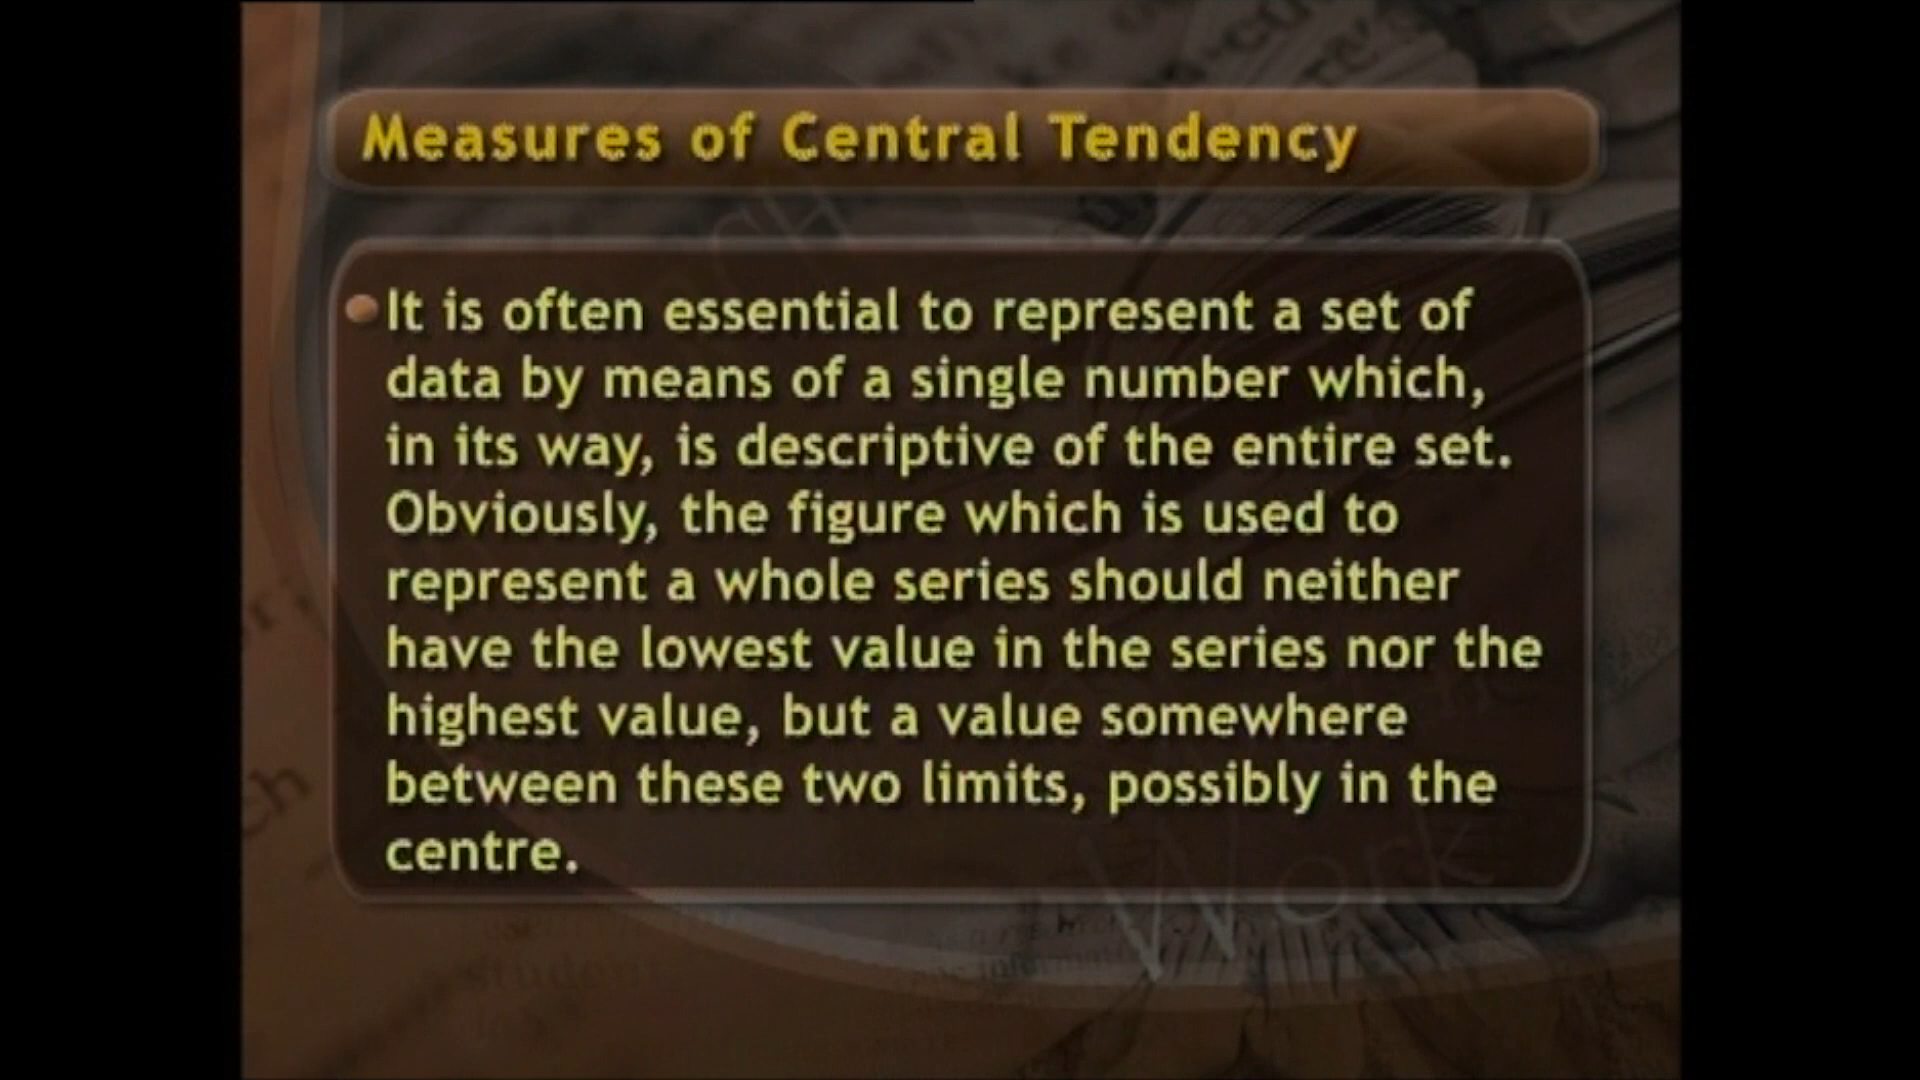 Measures of Central Tendency
It is often essential to represent a set of
data by means of a single number which,
in its way, is descriptive of the entire set.
Obviously, the figure which is used to
represent a whole series should neither
have the lowest value in the series nor the
highest value, but a value somewhere
between these two limits, possibly in the
centre.
Work
student